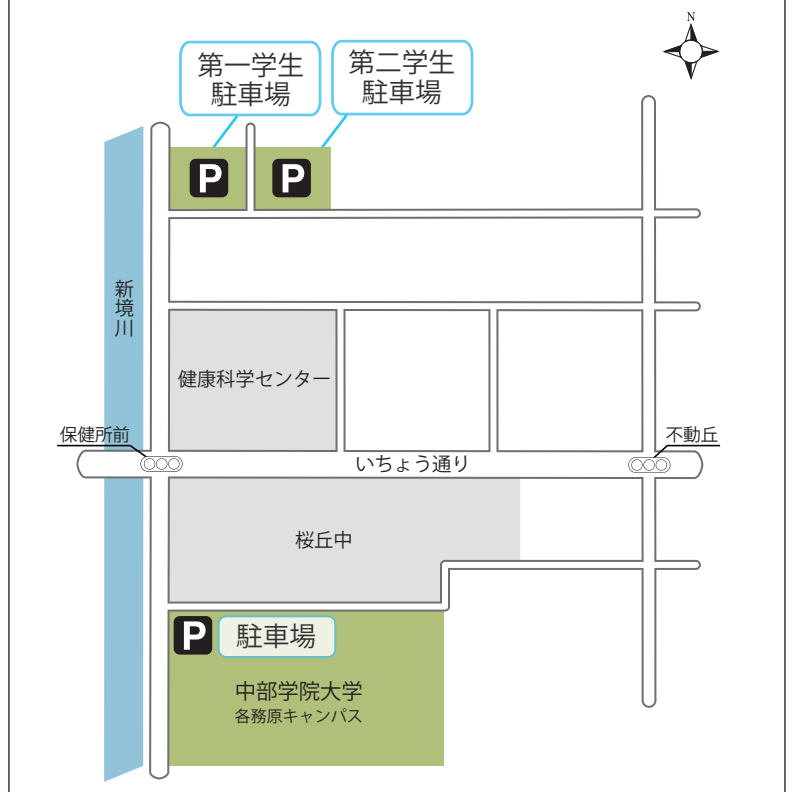 N
第一学生
駐車場
第二学生
駐車場
P
P
新境川
健康科学センター
保健所前
不動丘
いちょう通り
桜丘中
P
駐車場
中部学院大学
各務原キャンパス